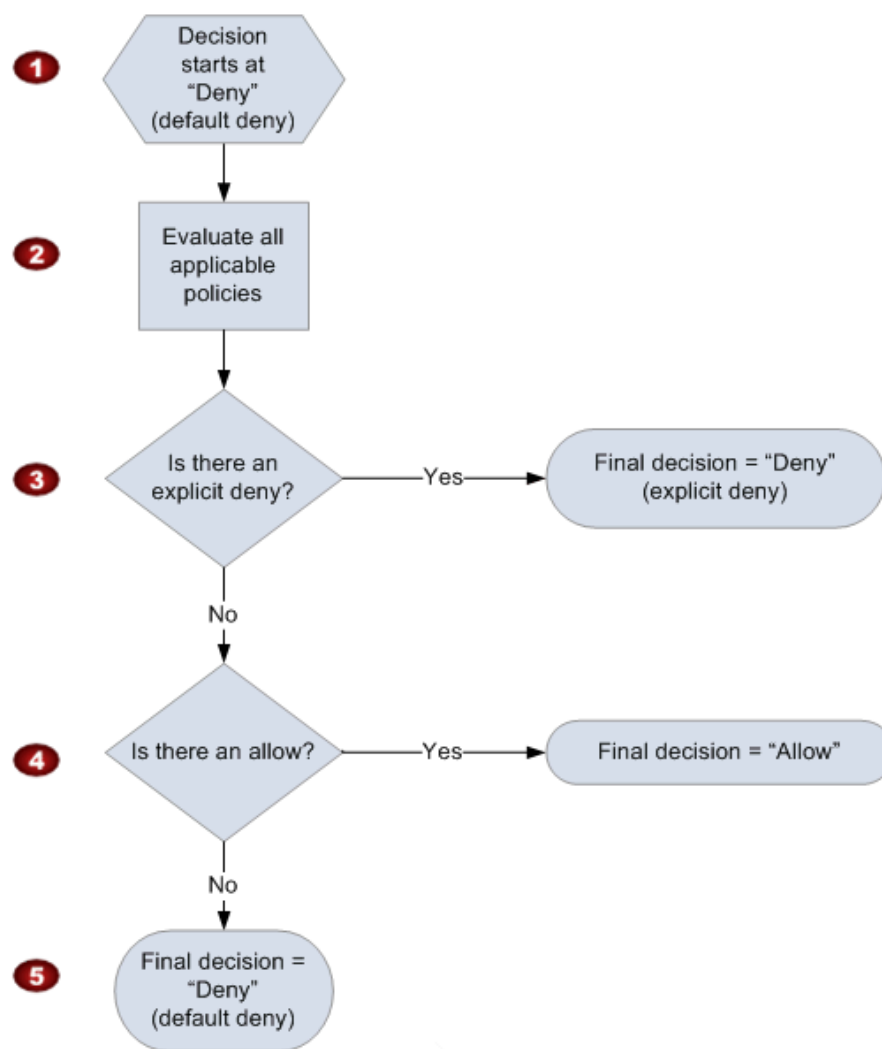 1
Decision
starts at
“Deny”
(default deny)
2
Evaluate all
applicable
policies
3
Is there an
explicit deny?
Yes
Final decision = “Deny”
(explicit deny)
No
4
Is there an allow?
Yes
Final decision = “Allow”
No
5
Final decision =
“Deny”
(default deny)